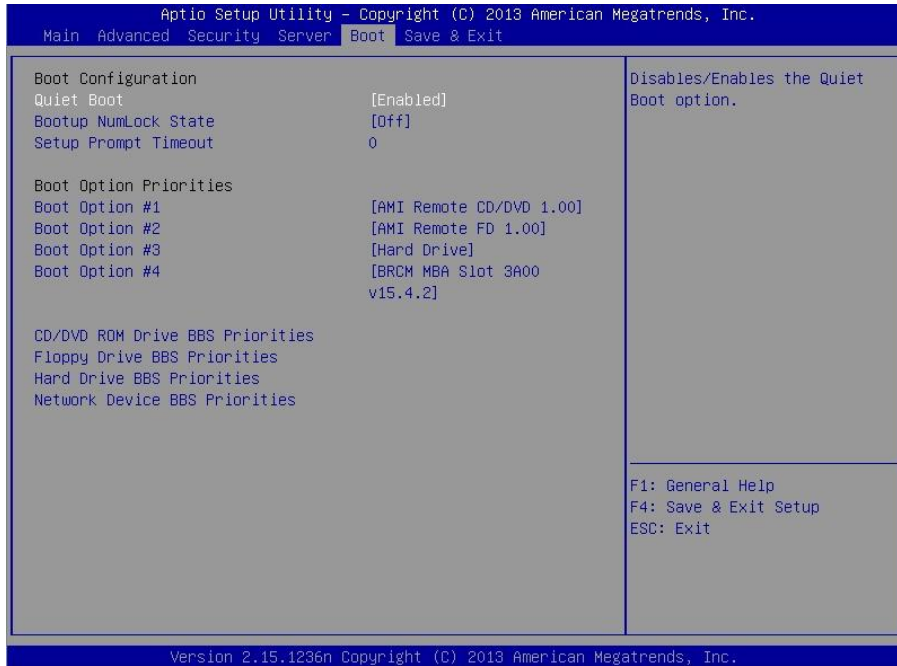 Aptio Setup Utility – Copyright (C) 2013 American Megatrends, Inc.
Main Advanced Security Server Boot Save & Exit
Boot Configuration
Quiet Boot [Enabled]
Bootup NumLock State [Off]
Setup Prompt Timeout 0
Boot Option Priorities
Boot Option #1 [AMI Remote CD/DVD 1.00]
Boot Option #2 [AMI Remote FD 1.00]
Boot Option #3 [Hard Drive]
Boot Option #4 [BRCM MBA Slot 3A00
v15.4.2]
CD/DVD ROM Drive BBS Priorities
Floppy Drive BBS Priorities
Hard Drive BBS Priorities
Network Device BBS Priorities
Disables/Enables the Quiet
Boot option.
F1: General Help
F4: Save & Exit Setup
ESC: Exit
Version 2.15.1236n Copyright (C) 2013 American Megatrends, Inc.